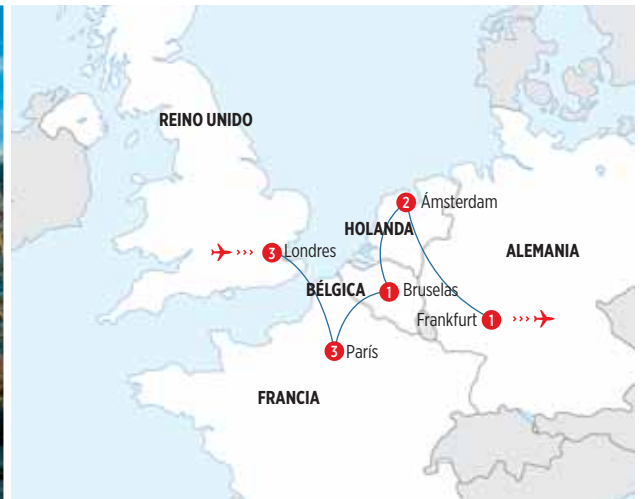 REINO UNIDO
2 Ámsterdam
HOLANDA
3 Londres
ALEMANIA
BÉLGICA
1 Bruselas
Frankfurt 1
3 París
FRANCIA